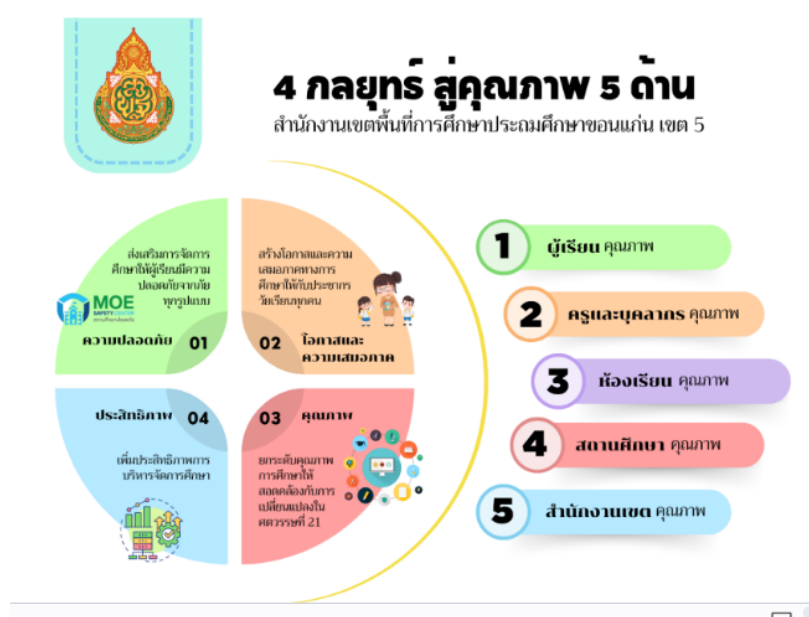 4 กลยุทธ์ สู่คุณภาพ 5 ด้าน
สำนักงานเขตพื้นที่การศึกษาประถมศึกษาขอนแก่น เขต 5
ส่งเสริมการจัดการ
ศึกษาให้ผู้เรียนมีความ
ปลอดภัยจากภัย
ทุกรูปแบบ
MOE
SAFETY CENTER
ความปลอดภัย 01
สร้างโอกาสและความ
เสมอภาคทางการ
ศึกษาให้กับประชากร
วัยเรียนทุกคน
02 โอกาสและ
ความเสมอภาค
ประสิทธิภาพ 04
เพิ่มประสิทธิภาพการ
บริหารจัดการศึกษา
03 คุณภาพ
ยกระดับคุณภาพ
การศึกษาให้
สอดคล้องกับการ
เปลี่ยนแปลงใน
ศตวรรษที่ 21
1 ผู้เรียน คุณภาพ
2 ครูและบุคลากร คุณภาพ
3 ห้องเรียน คุณภาพ
4 สถานศึกษา คุณภาพ
5 สำนักงานเขต คุณภาพ